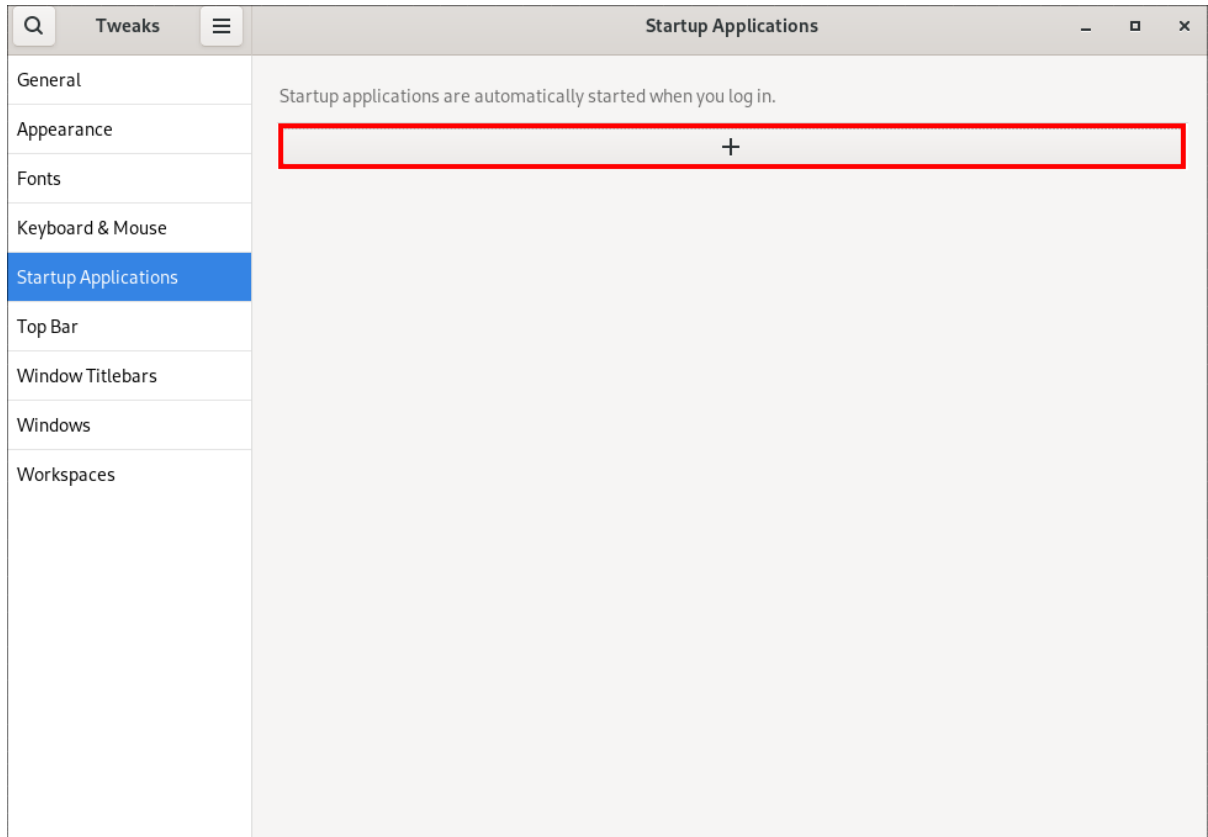 Tweaks
Startup Applications
General
Appearance
Fonts
Keyboard & Mouse
Startup Applications
Top Bar
Window Titlebars
Windows
Workspaces
Startup applications are automatically started when you log in.
+